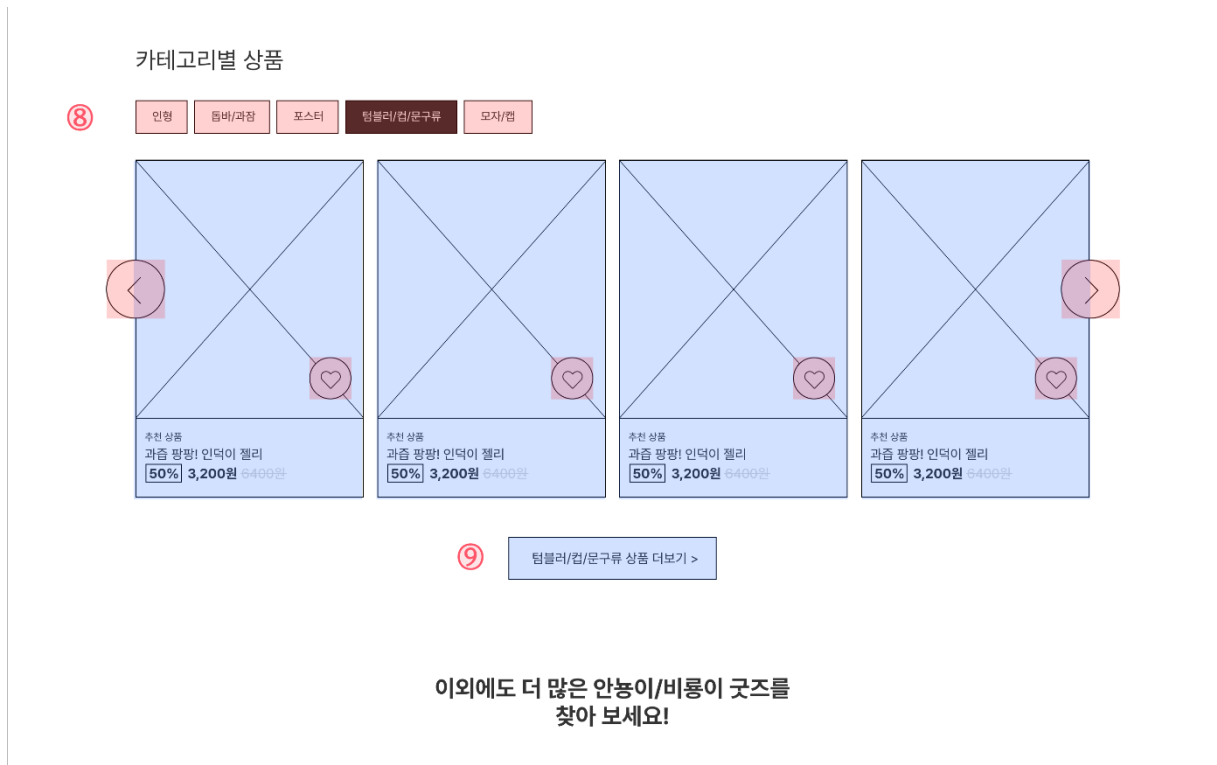 카테고리별 상품
⑧
인형 돕바/과잠 포스터 텀블러/컵/문구류 모자/캡
추천 상품 추천 상품 추천 상품 추천 상품
과즙 팡팡! 인덕이 젤리 과즙 팡팡! 인덕이 젤리 과즙 팡팡! 인덕이 젤리 과즙 팡팡! 인덕이 젤리
50% 3,200원 6400원 50% 3,200원 6400원 50% 3,200원 6400원 50% 3,200원 6400원
⑨ 텀블러/컵/문구류 상품 더보기 >
이외에도 더 많은 안뇽이/비룡이 굿즈를
찾아 보세요!